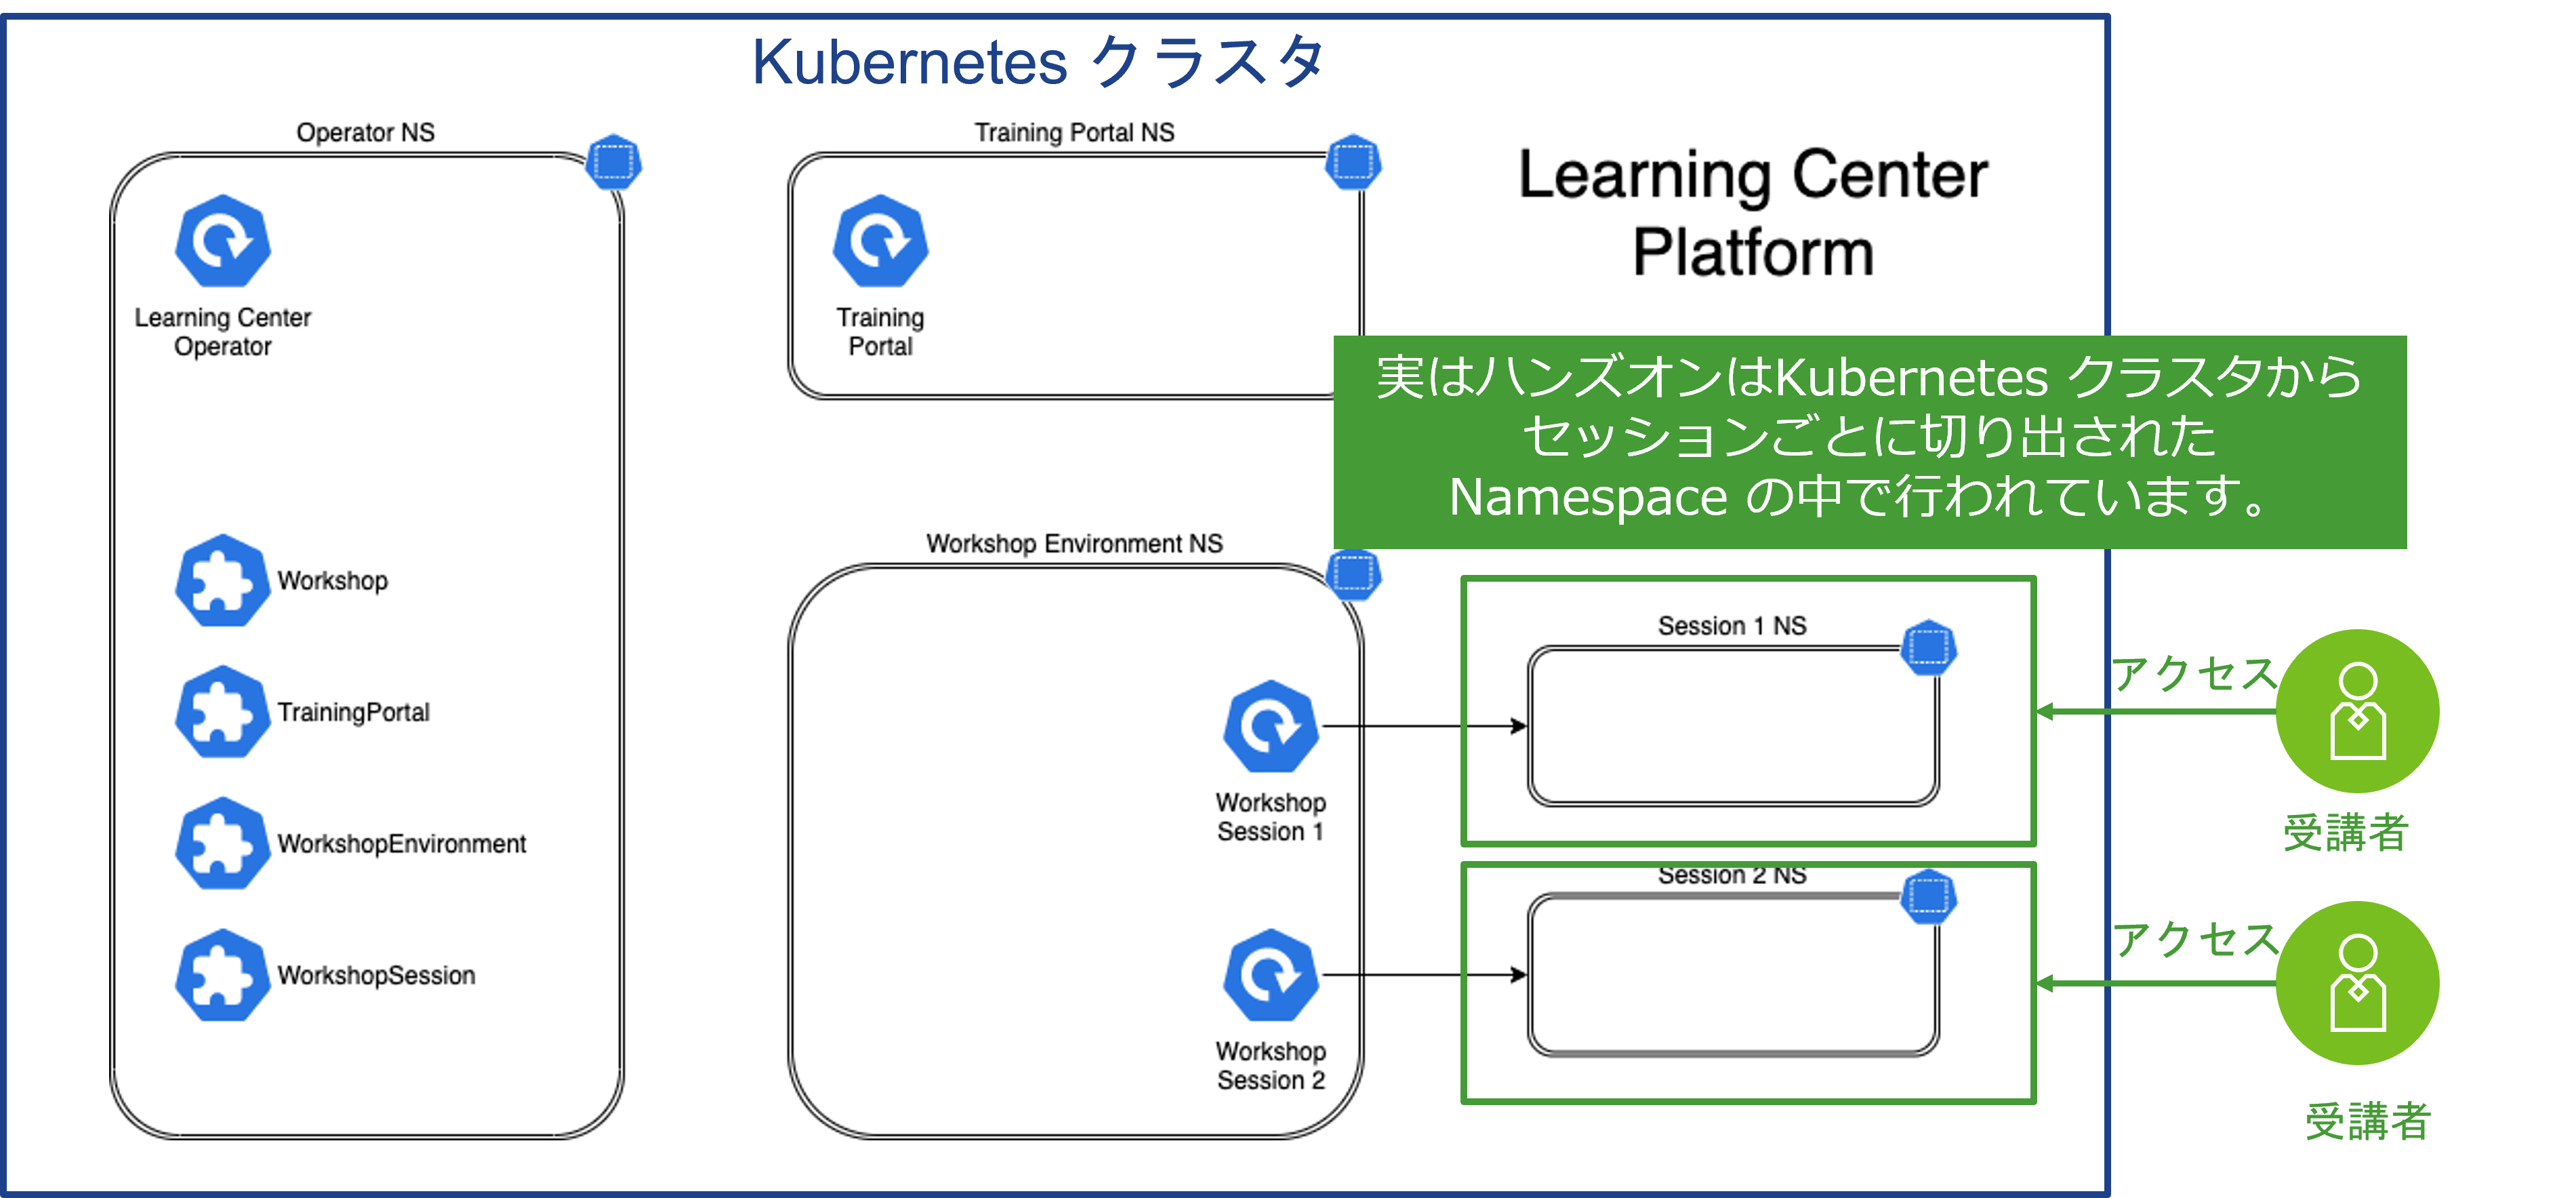 Kubernetes クラスタ
Operator NS
Learning Center
Operator
Workshop
TrainingPortal
WorkshopEnvironment
WorkshopSession
Training Portal NS
Training
Portal
Learning Center
Platform
実はハンズオンはKubernetes クラスタから
セッションごとに切り出された
Namespace の中で行われています。
Workshop Environment NS
Workshop
Session 1
Workshop
Session 2
Session 1 NS
Session 2 NS
アクセス
受講者
アクセス
受講者